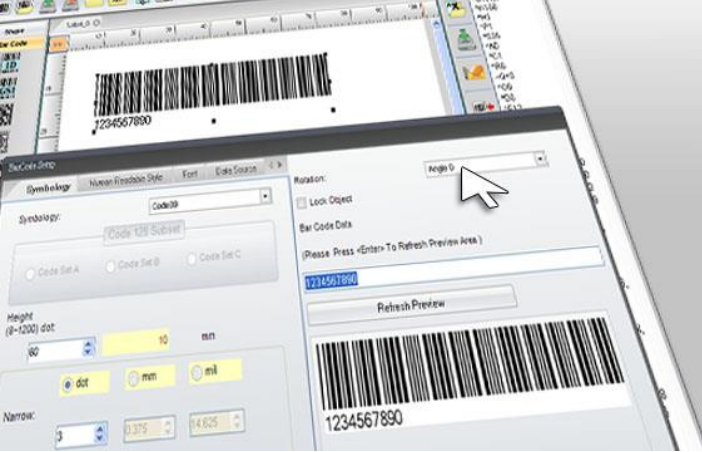 Shape
Label_0
Bar Code
1234567890
BarCode Setup
Symbology
Human Readable Style
Font
Data Source
Symbology:
Code39
Code 128 Subset
Code Set A
Code Set B
Code Set C
Height
(8~1200) dot:
80
10
mm
dot
mm
mil
Narrow:
3
0.375
14.625
Rotation:
Angle 0
Lock Object
Bar Code Data
(Please Press <Enter> To Refresh Preview Area )
1234567890
Refresh Preview
1234567890